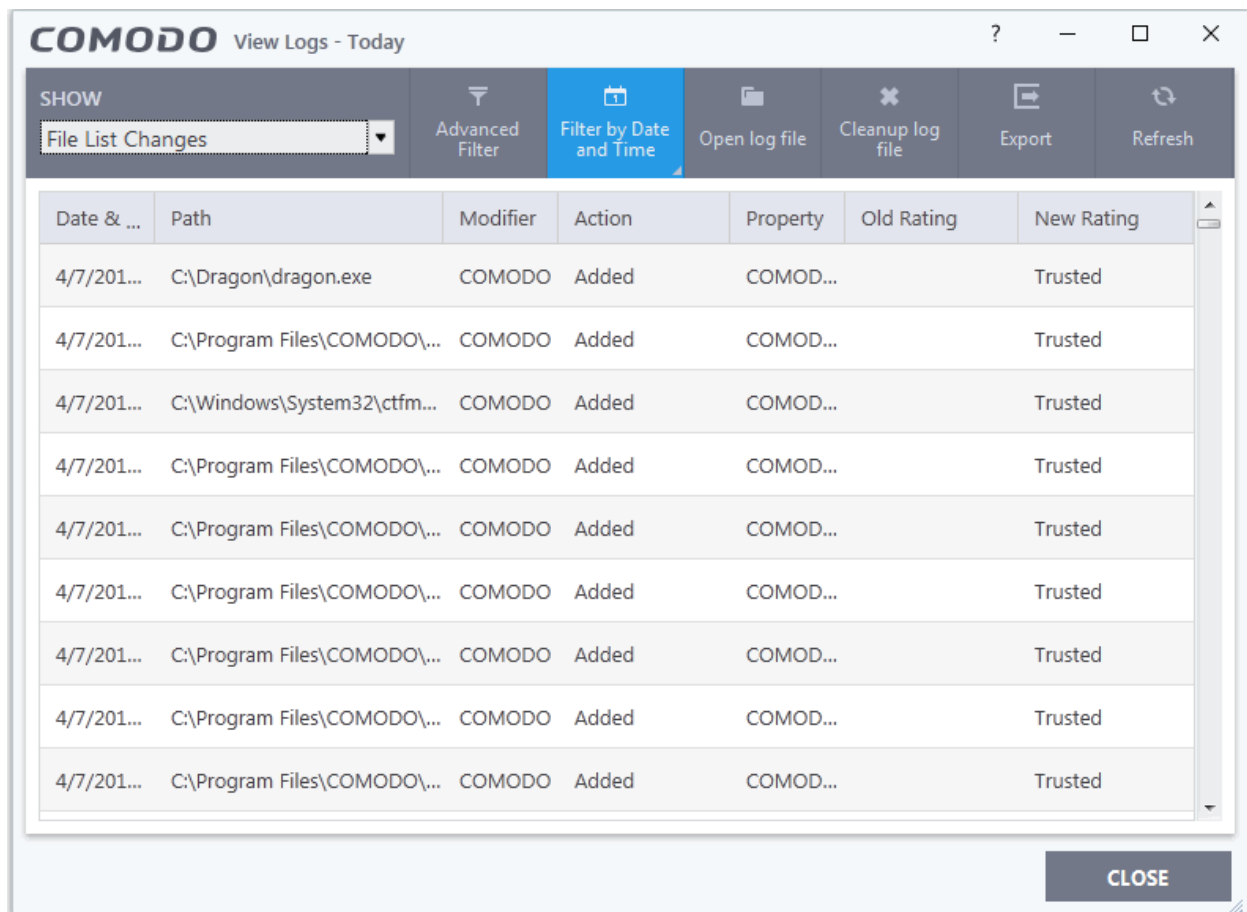 COMODO View Logs - Today ?
SHOW
File List Changes
Advanced Filter
1
Filter by Date and Time
Open log file
Cleanup log file
Export
Refresh
Date & ... Path Modifier Action Property Old Rating New Rating
4/7/201... C:\Dragon\dragon.exe COMODO Added COMOD... Trusted
4/7/201... C:\Program Files\COMODO\... COMODO Added COMOD... Trusted
4/7/201... C:\Windows\System32\ctfm... COMODO Added COMOD... Trusted
4/7/201... C:\Program Files\COMODO\... COMODO Added COMOD... Trusted
4/7/201... C:\Program Files\COMODO\... COMODO Added COMOD... Trusted
4/7/201... C:\Program Files\COMODO\... COMODO Added COMOD... Trusted
4/7/201... C:\Program Files\COMODO\... COMODO Added COMOD... Trusted
4/7/201... C:\Program Files\COMODO\... COMODO Added COMOD... Trusted
4/7/201... C:\Program Files\COMODO\... COMODO Added COMOD... Trusted
CLOSE